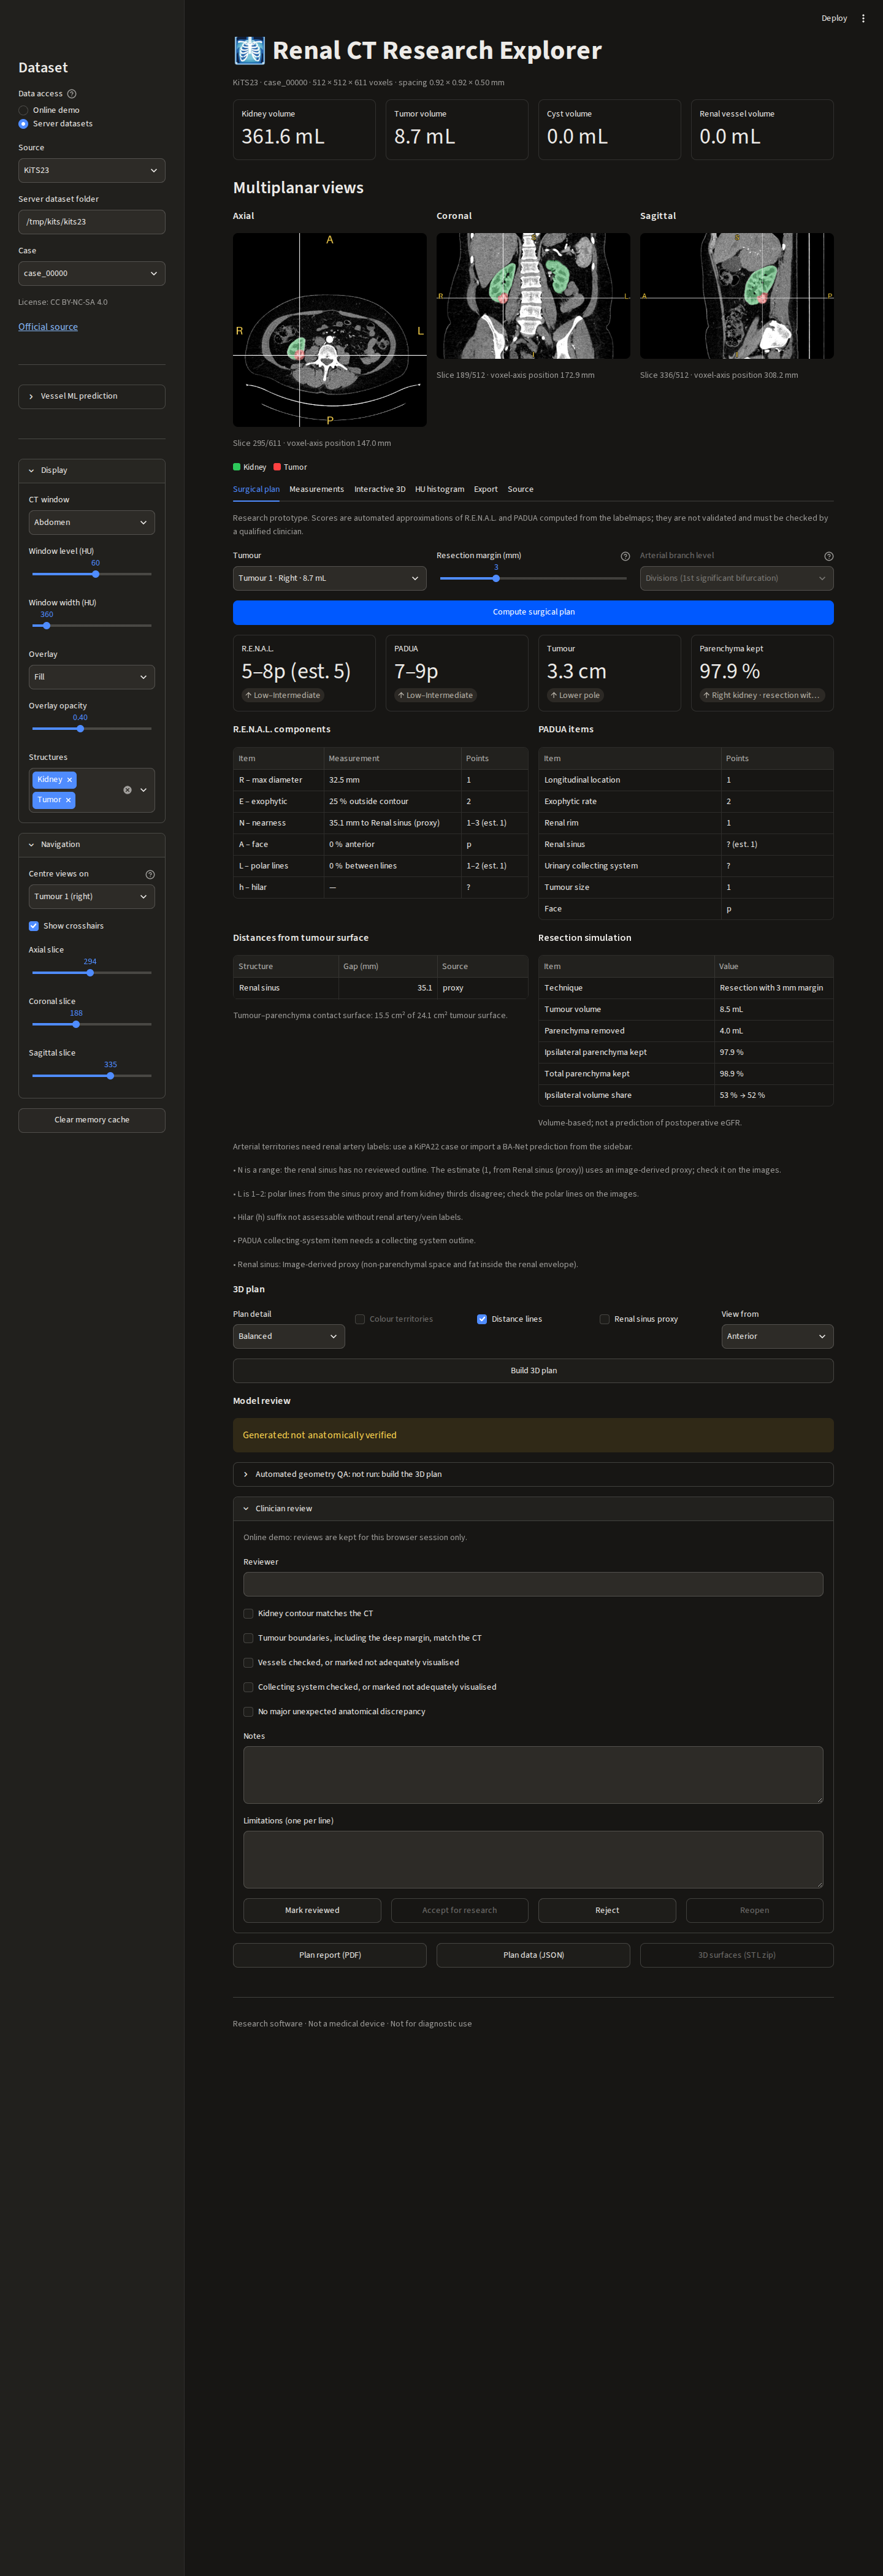 Deploy
Dataset
Data access
Online demo
Server datasets
Source
KiTS23
Server dataset folder
/tmp/kits/kits23
Case
case_00000
License: CC BY-NC-SA 4.0
Official source
Vessel ML prediction
Display
CT window
Abdomen
Window level (HU)
60
Window width (HU)
360
Overlay
Fill
Overlay opacity
0.40
Structures
Kidney
Tumor
Navigation
Centre views on
Tumour 1 (right)
Show crosshairs
Axial slice
294
Coronal slice
188
Sagittal slice
335
Clear memory cache
Renal CT Research Explorer
KiTS23 · case_00000 · 512 × 512 × 611 voxels · spacing 0.92 × 0.92 × 0.50 mm
Kidney volume
361.6 mL
Tumor volume
8.7 mL
Cyst volume
0.0 mL
Renal vessel volume
0.0 mL
Multiplanar views
Axial
Coronal
Sagittal
A
R
L
P
R
L
A
P
Slice 295/611 · voxel-axis position 147.0 mm
Slice 189/512 · voxel-axis position 172.9 mm
Slice 336/512 · voxel-axis position 308.2 mm
Kidney Tumor
Surgical plan Measurements Interactive 3D HU histogram Export Source
Research prototype. Scores are automated approximations of R.E.N.A.L. and PADUA computed from the labelmaps; they are not validated and must be checked by
a qualified clinician.
Tumour
Tumour 1 · Right · 8.7 mL
Resection margin (mm)
3
Arterial branch level
Divisions (1st significant bifurcation)
Compute surgical plan
R.E.N.A.L.
5–8p (est. 5)
↑ Low–Intermediate
PADUA
7–9p
↑ Low–Intermediate
Tumour
3.3 cm
↑ Lower pole
Parenchyma kept
97.9 %
↑ Right kidney · resection wit...
R.E.N.A.L. components
Item Measurement Points
R – max diameter 32.5 mm 1
E – exophytic 25 % outside contour 2
N – nearness 35.1 mm to Renal sinus (proxy) 1–3 (est. 1)
A – face 0 % anterior p
L – polar lines 0 % between lines 1–2 (est. 1)
h – hilar — ?
PADUA items
Item Points
Longitudinal location 1
Exophytic rate 2
Renal rim 1
Renal sinus ? (est. 1)
Urinary collecting system ?
Tumour size 1
Face p
Distances from tumour surface
Structure Gap (mm) Source
Renal sinus 35.1 proxy
Tumour–parenchyma contact surface: 15.5 cm² of 24.1 cm² tumour surface.
Resection simulation
Item Value
Technique Resection with 3 mm margin
Tumour volume 8.5 mL
Parenchyma removed 4.0 mL
Ipsilateral parenchyma kept 97.9 %
Total parenchyma kept 98.9 %
Ipsilateral volume share 53 % → 52 %
Volume-based; not a prediction of postoperative eGFR.
Arterial territories need renal artery labels: use a KiPA22 case or import a BA-Net prediction from the sidebar.
• N is a range: the renal sinus has no reviewed outline. The estimate (1, from Renal sinus (proxy)) uses an image-derived proxy; check it on the images.
• L is 1–2: polar lines from the sinus proxy and from kidney thirds disagree; check the polar lines on the images.
• Hilar (h) suffix not assessable without renal artery/vein labels.
• PADUA collecting-system item needs a collecting system outline.
• Renal sinus: Image-derived proxy (non-parenchymal space and fat inside the renal envelope).
3D plan
Plan detail
Balanced
Colour territories
Distance lines
Renal sinus proxy
View from
Anterior
Build 3D plan
Model review
Generated: not anatomically verified
Automated geometry QA: not run: build the 3D plan
Clinician review
Online demo: reviews are kept for this browser session only.
Reviewer
Kidney contour matches the CT
Tumour boundaries, including the deep margin, match the CT
Vessels checked, or marked not adequately visualised
Collecting system checked, or marked not adequately visualised
No major unexpected anatomical discrepancy
Notes
Limitations (one per line)
Mark reviewed
Accept for research
Reject
Reopen
Plan report (PDF)
Plan data (JSON)
3D surfaces (STL zip)
Research software · Not a medical device · Not for diagnostic use